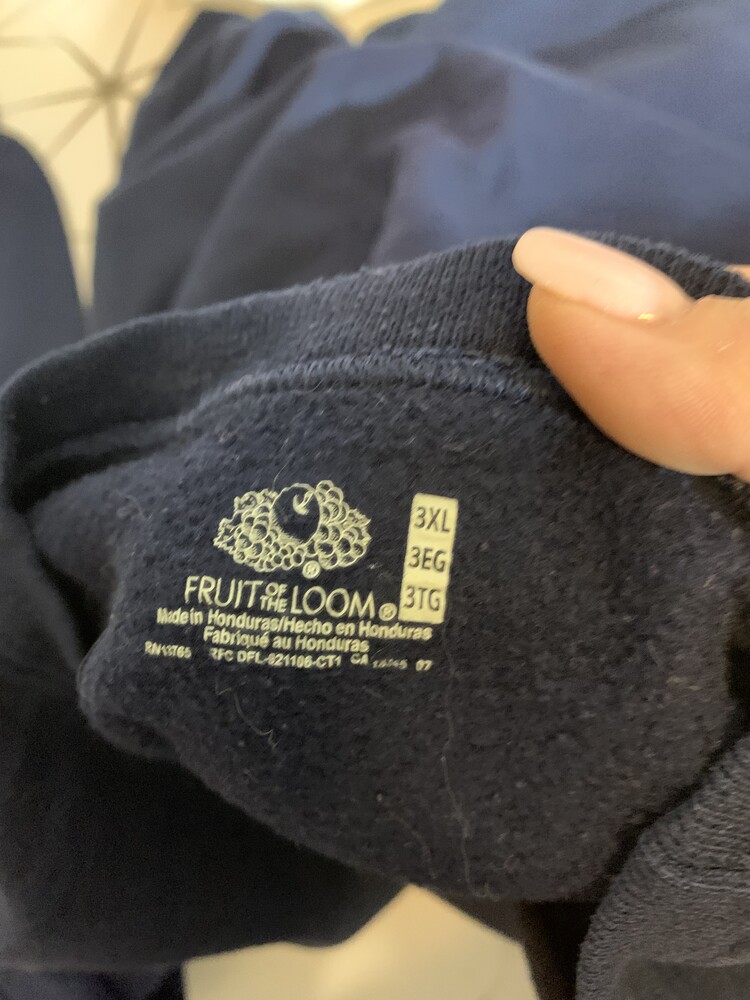 FRUIT OF THE LOOM®
3XL
3EG
3TG
Made in Honduras/Hecho en Honduras
Fabriqué au Honduras
RFC DFL-021106-CT1 CA 07